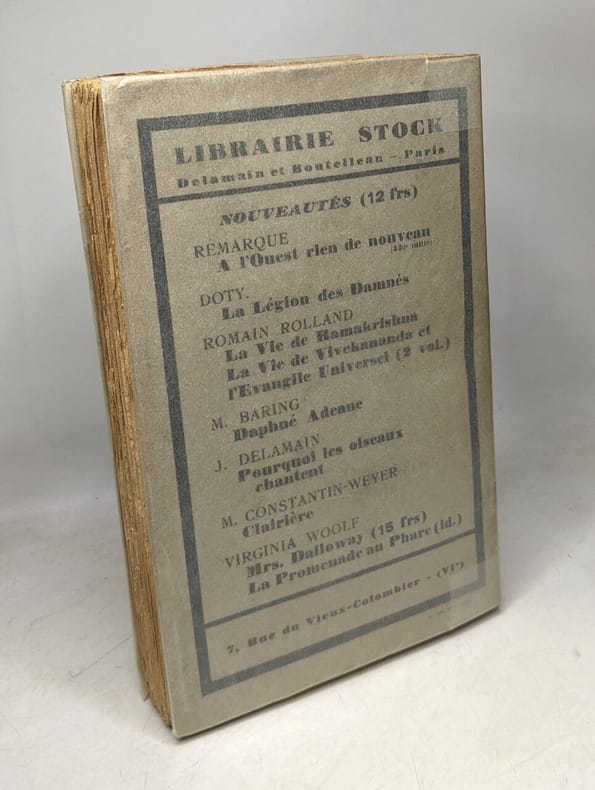 LIBRAIRIE STOCK
Delamain et Boutelleau - Paris
NOUVEAUTÉS (12 frs)
REMARQUE
A l'Ouest rien de nouveau
DOTY.
La Légion des Damnés
ROMAIN ROLLAND
La Vie de Ramakrishna
La Vie de Vivekananda et
l'Evangile Universel (2 vol.)
M. BARING
Daphné Adeane
J. DELAMAIN
Pourquoi les oiseaux
chantent
M. CONSTANTIN-WEYER
Clairière
VIRGINIA WOOLF
Mrs. Dalloway (15 frs)
La Promenade au Phare (id.)
7, Rue du Vieux-Colombier - (VIᵉ)